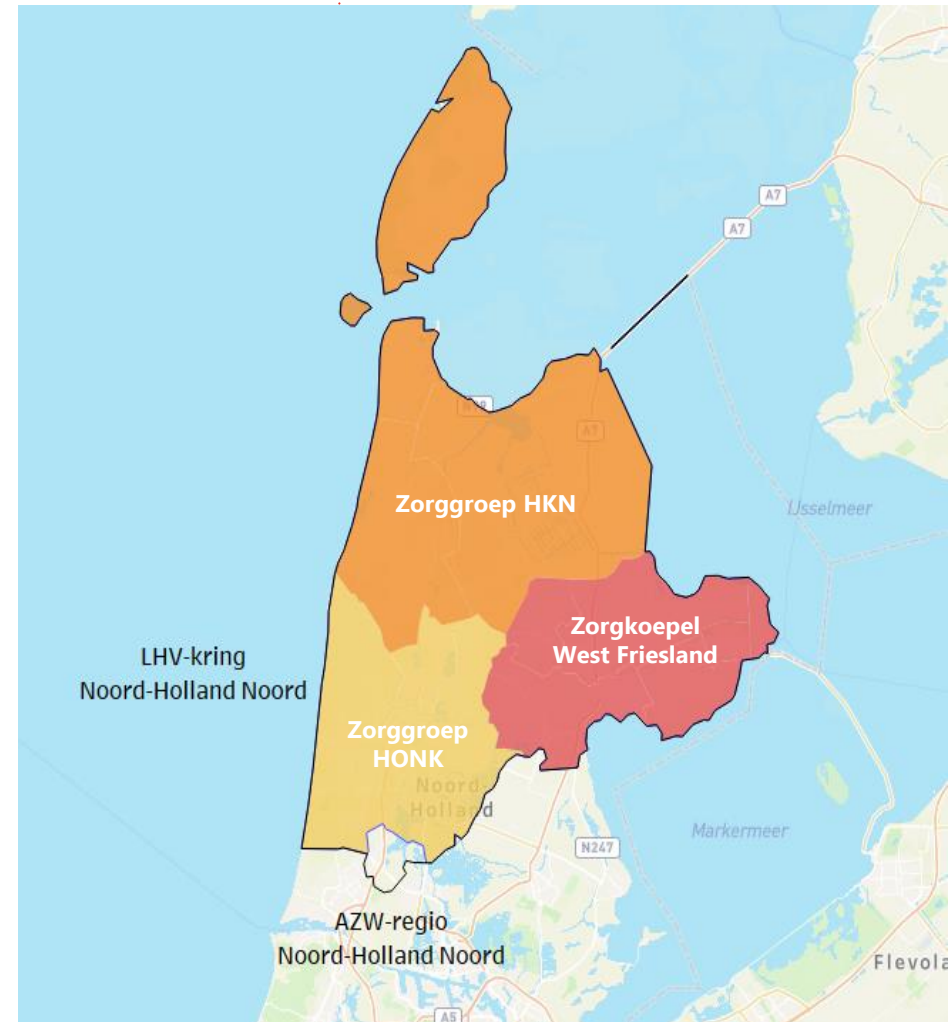 A7
A7
N99
A7
Zorggroep HKN
IJsselmeer
Zorgkoepel
West Friesland
LHV-kring
Noord-Holland Noord
Zorggroep
HONK
Noord-
Holland
Markermeer
N247
AZW-regio
Noord-Holland Noord
Flevola
A5